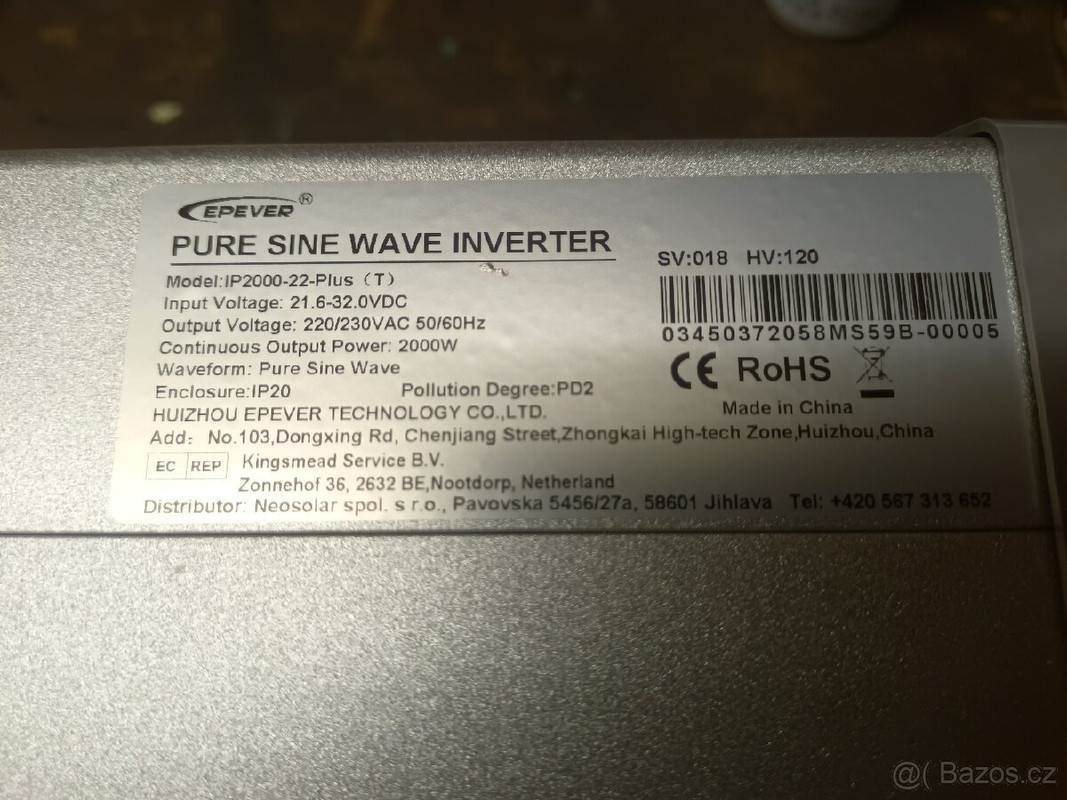 EPEVER®
PURE SINE WAVE INVERTER
Model:IP2000-22-Plus（T）
Input Voltage: 21.6-32.0VDC
Output Voltage: 220/230VAC 50/60Hz
Continuous Output Power: 2000W
Waveform: Pure Sine Wave
Enclosure:IP20 Pollution Degree:PD2
HUIZHOU EPEVER TECHNOLOGY CO.,LTD.
SV:018 HV:120
03450372058MS59B-00005
CE RoHS
Made in China
Add: No.103,Dongxing Rd, Chenjiang Street,Zhongkai High-tech Zone,Huizhou,China
EC REP Kingsmead Service B.V.
Zonnehof 36, 2632 BE,Nootdorp, Netherland
Distributor: Neosolar spol. s r.o., Pavovska 5456/27a, 58601 Jihlava Tel: +420 567 313 652
@( Bazos.cz